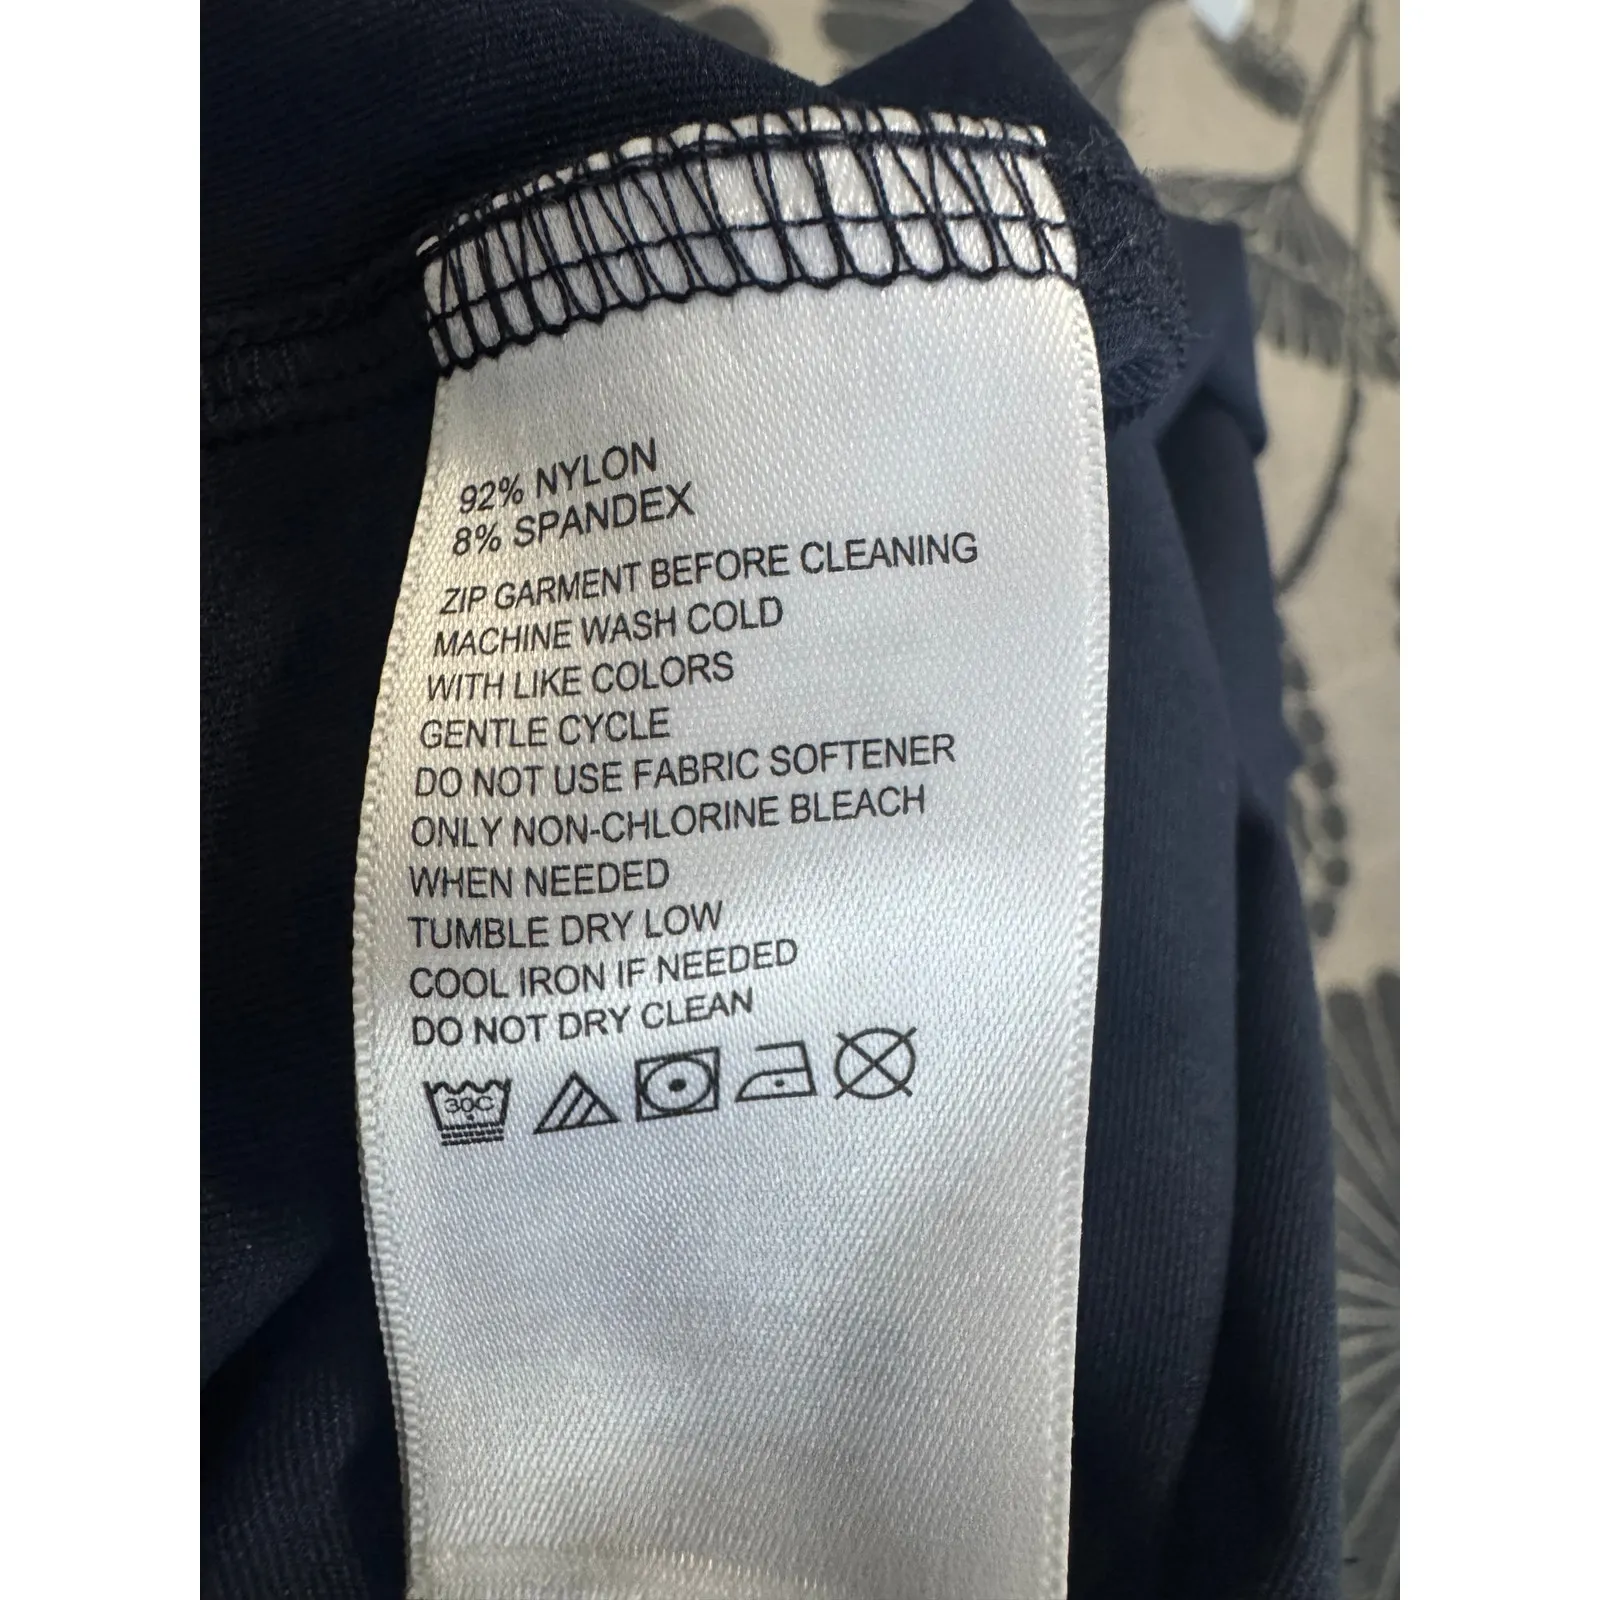 92% NYLON
8% SPANDEX
ZIP GARMENT BEFORE CLEANING
MACHINE WASH COLD
WITH LIKE COLORS
GENTLE CYCLE
DO NOT USE FABRIC SOFTENER
ONLY NON-CHLORINE BLEACH
WHEN NEEDED
TUMBLE DRY LOW
COOL IRON IF NEEDED
DO NOT DRY CLEAN
30C